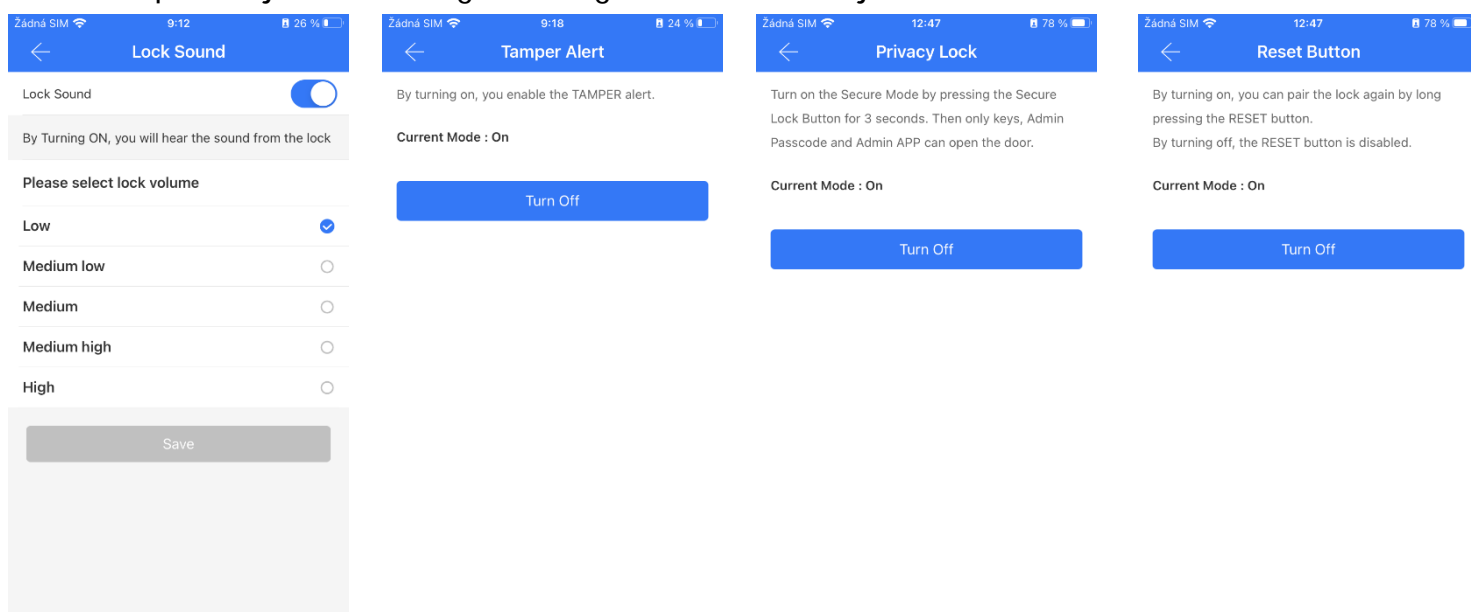 Žádná SIM 9:12 26 %
Lock Sound
Lock Sound
By Turning ON, you will hear the sound from the lock
Please select lock volume
Low
Medium low
Medium
Medium high
High
Save
Žádná SIM 9:18 24 %
Tamper Alert
By turning on, you enable the TAMPER alert.
Current Mode : On
Turn Off
Žádná SIM 12:47 78 %
Privacy Lock
Turn on the Secure Mode by pressing the Secure
Lock Button for 3 seconds. Then only keys, Admin
Passcode and Admin APP can open the door.
Current Mode : On
Turn Off
Žádná SIM 12:47 78 %
Reset Button
By turning on, you can pair the lock again by long
pressing the RESET button.
By turning off, the RESET button is disabled.
Current Mode : On
Turn Off